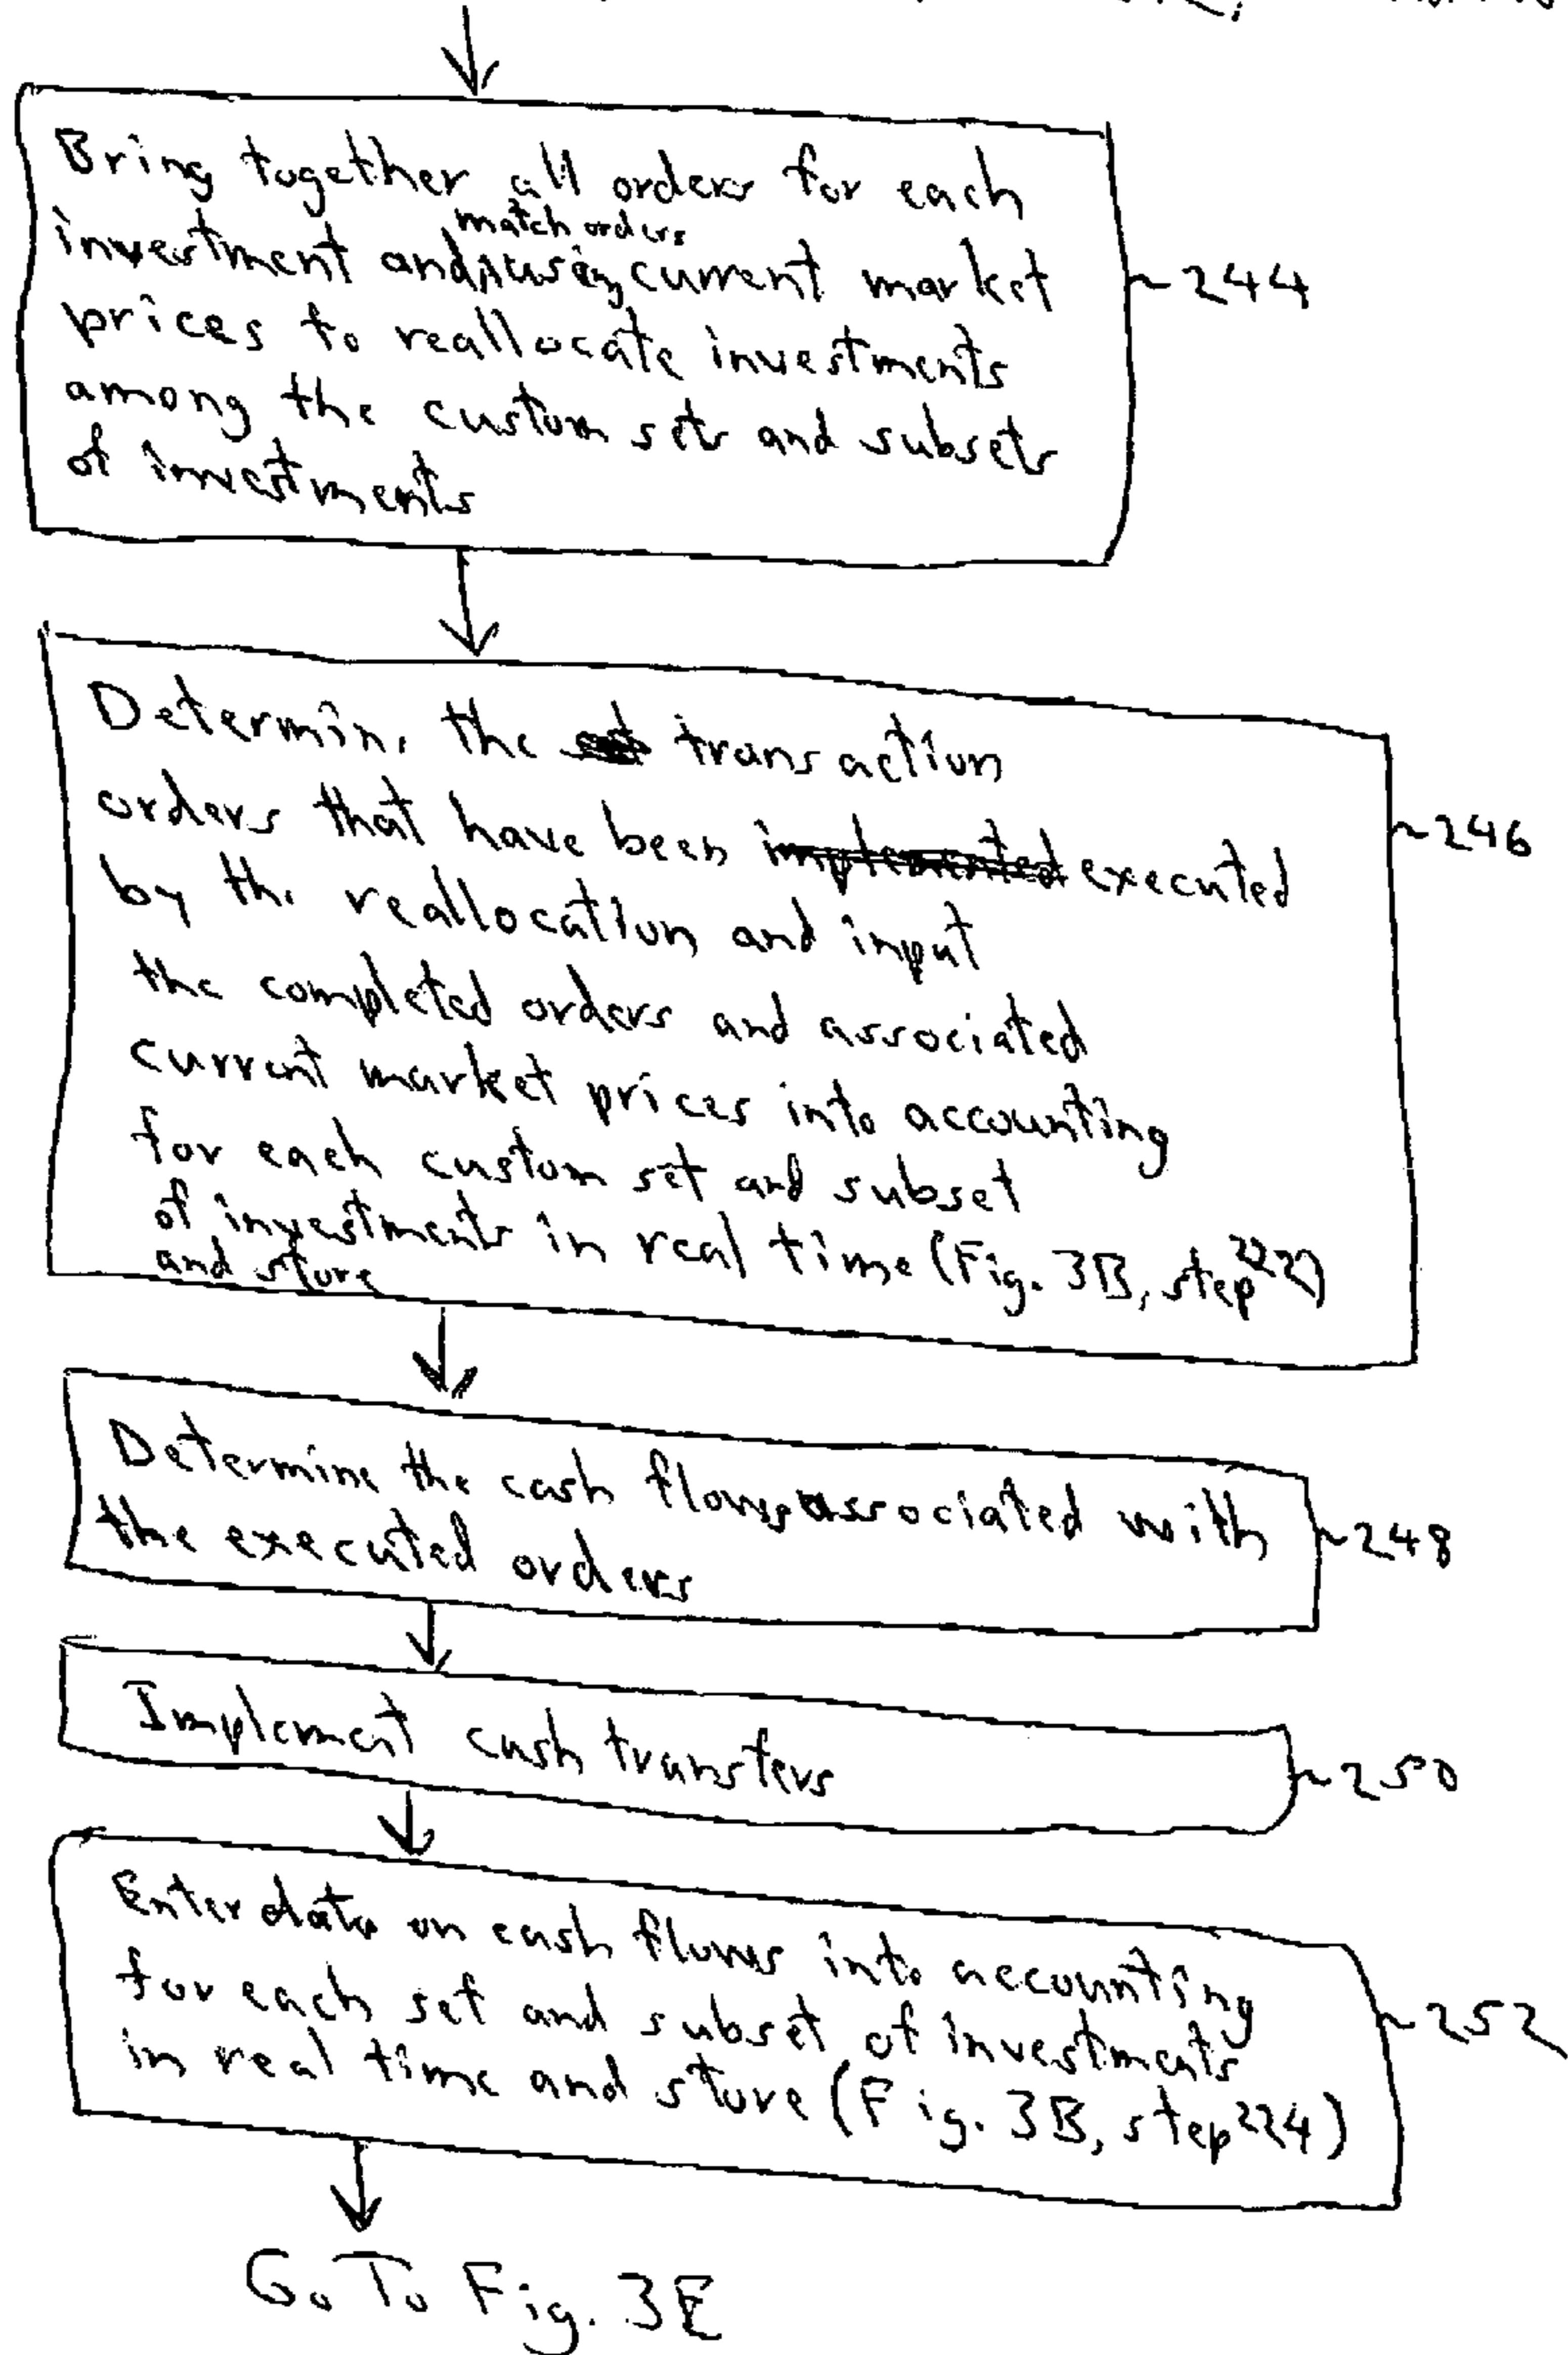 Bring together all orders for each
match orders
investment and ^ using current market
prices to reallocate investments
among the custom sets and subsets
of investments
~244
Determine the transaction
orders that have been implemented executed
by the reallocation and input
the completed orders and associated
current market prices into accounting
for each custom set and subset
of investments in real time (Fig. 3B, step 222)
and store
~246
Determine the cash flows associated with
the executed orders
~248
Implement cash transfers
~250
Enter data on cash flows into accounting
for each set and subset of investments
in real time and store (Fig. 3B, step 224)
~252
Go To Fig. 3E